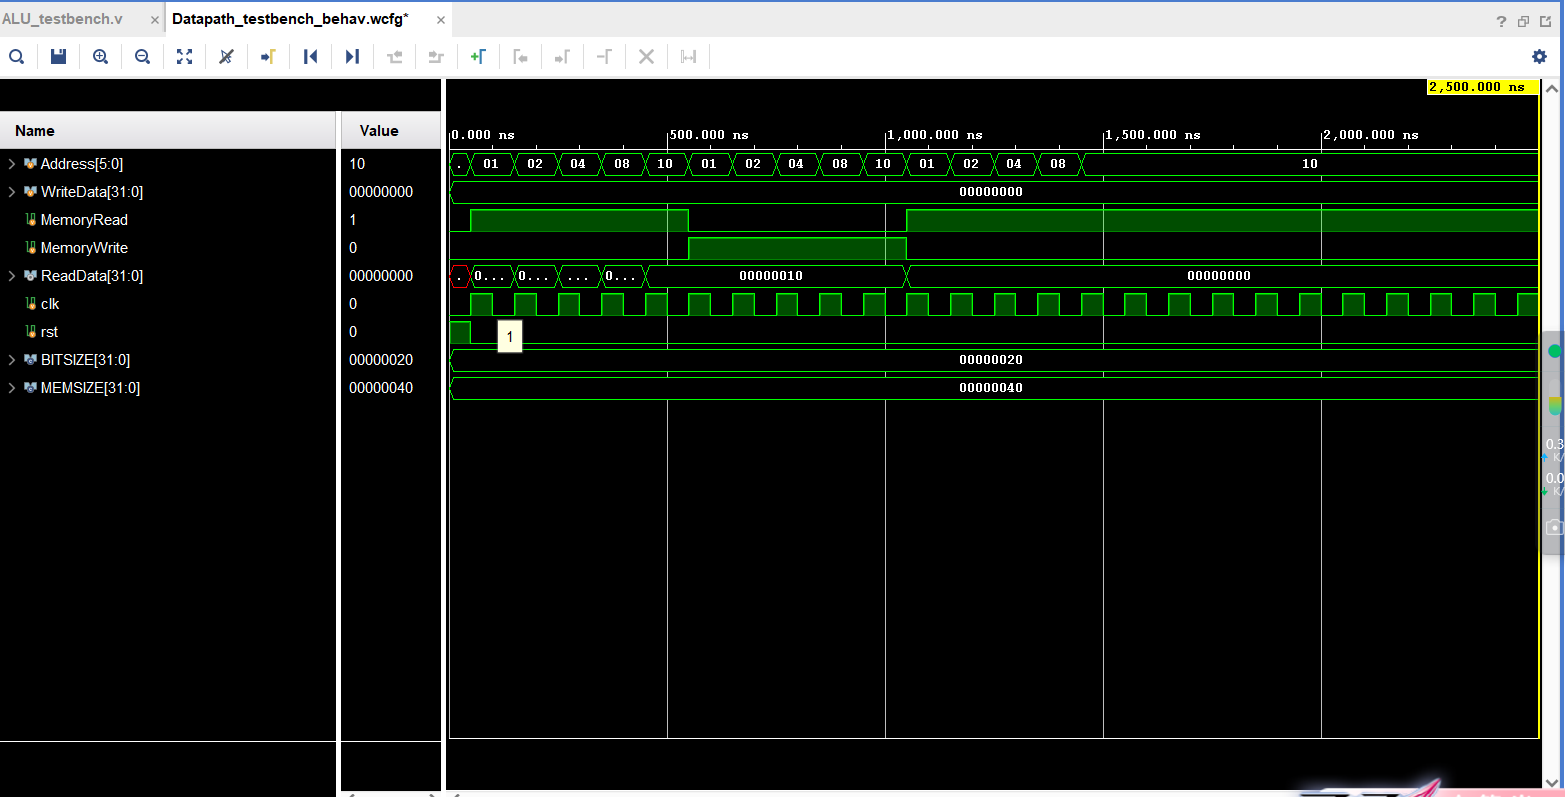 ALU_testbench.v × Datapath_testbench_behav.wcfg* ×
?
2,500.000 ns
Name Value
0.000 ns 500.000 ns 1,000.000 ns 1,500.000 ns 2,000.000 ns
Address[5:0] 10 . 01 02 04 08 10 01 02 04 08 10 01 02 04 08 10
WriteData[31:0] 00000000 00000000
MemoryRead 1
MemoryWrite 0
ReadData[31:0] 00000000 . 0... 0... ... 0... 00000010 00000000
clk 0
rst 0 1
BITSIZE[31:0] 00000020 00000020
MEMSIZE[31:0] 00000040 00000040
0.3
K/
0.0
K/